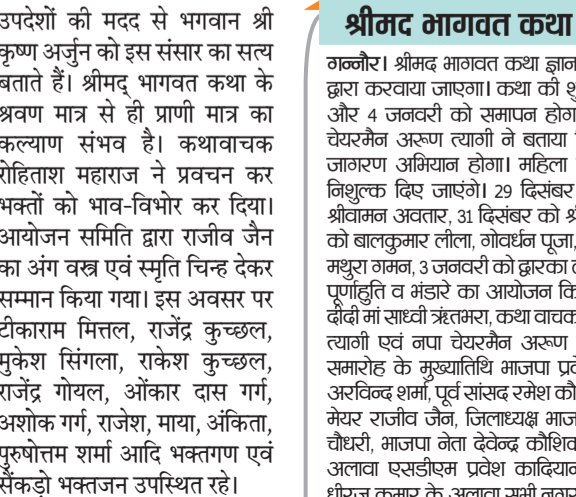 उपदेशों की मदद से भगवान श्री
कृष्ण अर्जुन को इस संसार का सत्य
बताते हैं। श्रीमद् भागवत कथा के
श्रवण मात्र से ही प्राणी मात्र का
कल्याण संभव है। कथावाचक
रोहिताश महाराज ने प्रवचन कर
भक्तों को भाव-विभोर कर दिया।
आयोजन समिति द्वारा राजीव जैन
का अंग वस्त्र एवं स्मृति चिन्ह देकर
सम्मान किया गया। इस अवसर पर
टीकाराम मित्तल, राजेंद्र कुच्छल,
मुकेश सिंगला, राकेश कुच्छल,
राजेंद्र गोयल, ओंकार दास गर्ग,
अशोक गर्ग, राजेश, माया, अंकिता,
पुरुषोत्तम शर्मा आदि भक्तगण एवं
सैंकड़ो भक्तजन उपस्थित रहे।
श्रीमद भागवत कथा
गन्नौर। श्रीमद भागवत कथा ज्ञान
द्वारा करवाया जाएगा। कथा की
और 4 जनवरी को समापन
चेयरमैन अरूण त्यागी ने बताया
जागरण अभियान होगा। महिला
निशुल्क दिए जाएंगे। 29 दिसंबर
श्रीवामन अवतार, 31 दिसंबर को
को बालकुमार लीला, गोवर्धन पूजा,
मथुरा गमन, 3 जनवरी को द्वारका
पूर्णाहुति व भंडारे का आयोजन
दीदी मां साध्वी ऋंतभरा, कथा वाचक
त्यागी एवं नपा चेयरमैन अरूण
समारोह के मुख्यातिथि भाजपा
अरविन्द शर्मा, पूर्व सांसद रमेश
मेयर राजीव जैन, जिलाध्यक्ष
चौधरी, भाजपा नेता देवेन्द्र
अलावा एसडीएम प्रवेश
धीरज कुमार के अलावा सभी